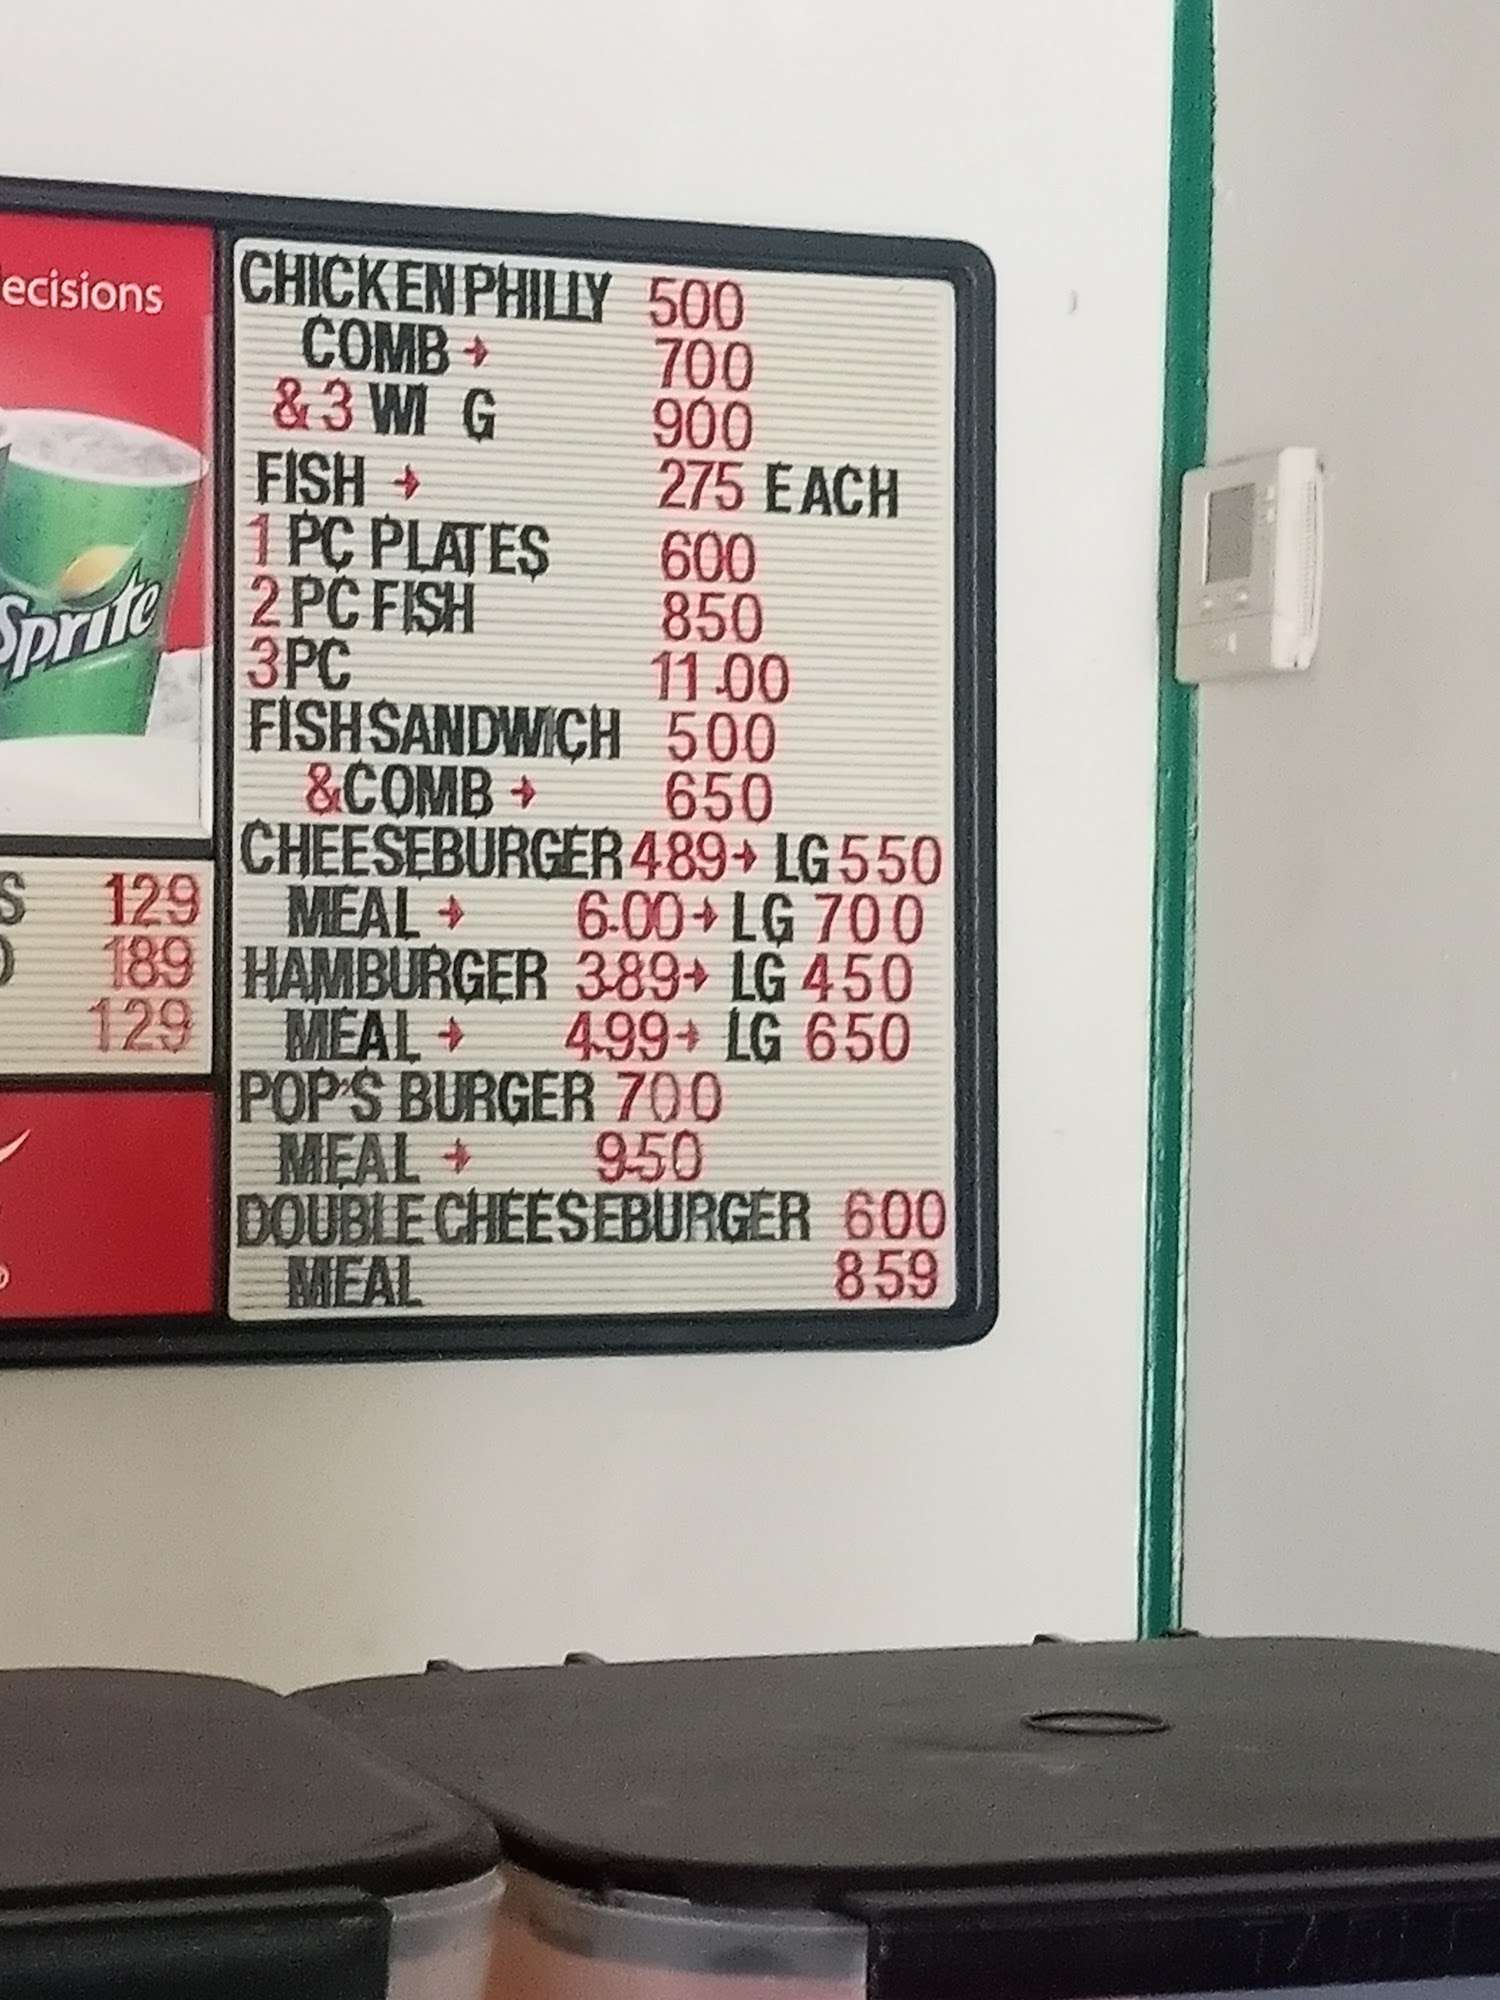 ecisions
Sprite
S 129
189
129
CHICKEN PHILLY 500
COMB → 700
& 3 WI G 900
FISH → 275 EACH
1 PC PLATES 600
2 PC FISH 850
3 PC 11.00
FISH SANDWICH 500
& COMB → 650
CHEESEBURGER 489 → LG 550
MEAL → 6.00 → LG 700
HAMBURGER 3.89 → LG 450
MEAL → 4.99 → LG 650
POP'S BURGER 700
MEAL → 9.50
DOUBLE CHEESEBURGER 600
MEAL 859